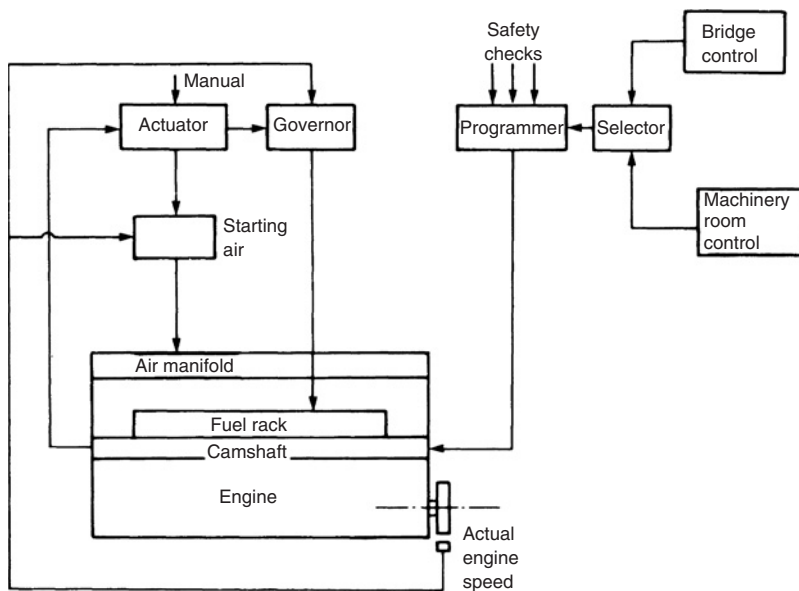 Safety
checks
Bridge
control
Manual
Actuator
Governor
Programmer
Selector
Starting
air
Machinery
room
control
Air manifold
Fuel rack
Camshaft
Engine
Actual
engine
speed